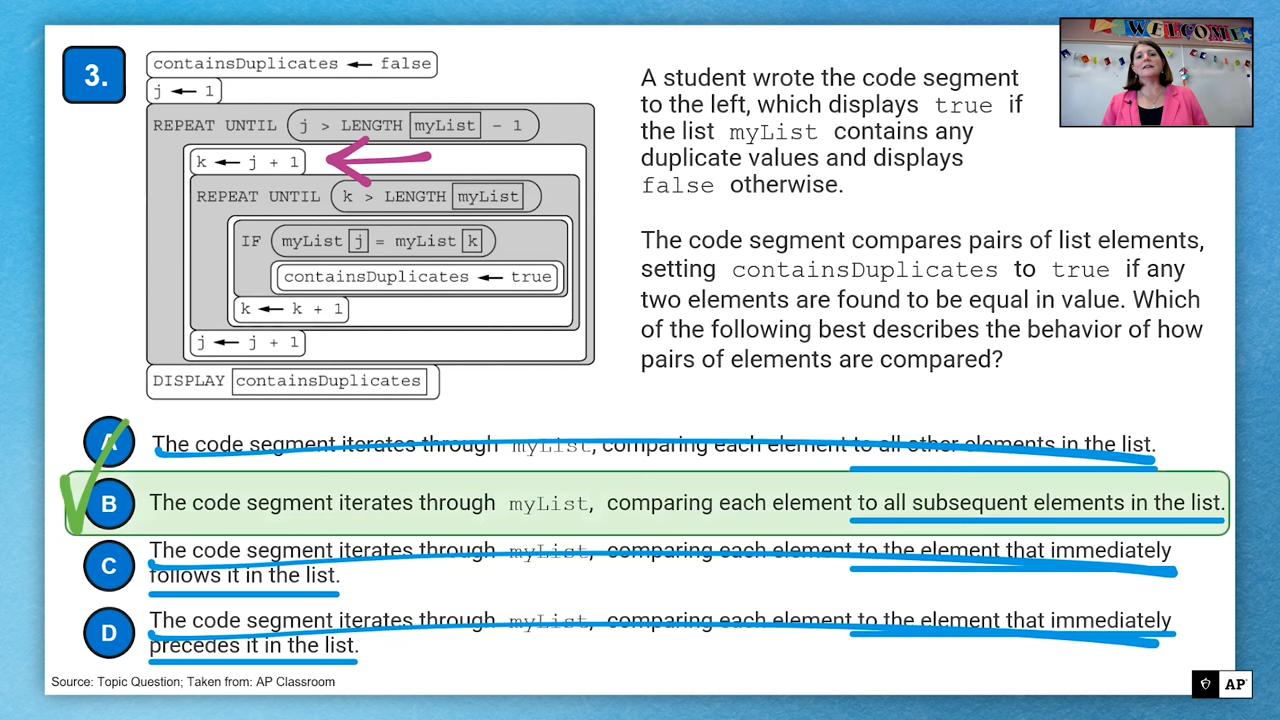 3.
containsDuplicates ← false
j ← 1
REPEAT UNTIL j > LENGTH myList - 1
k ← j + 1
REPEAT UNTIL k > LENGTH myList
IF myList j = myList k
containsDuplicates ← true
k ← k + 1
j ← j + 1
DISPLAY containsDuplicates
A student wrote the code segment
to the left, which displays true if
the list myList contains any
duplicate values and displays
false otherwise.
The code segment compares pairs of list elements,
setting containsDuplicates to true if any
two elements are found to be equal in value. Which
of the following best describes the behavior of how
pairs of elements are compared?
WELCOME
A The code segment iterates through myList, comparing each element to all other elements in the list.
B The code segment iterates through myList, comparing each element to all subsequent elements in the list.
C The code segment iterates through myList, comparing each element to the element that immediately
follows it in the list.
D The code segment iterates through myList, comparing each element to the element that immediately
precedes it in the list.
Source: Topic Question; Taken from: AP Classroom
AP